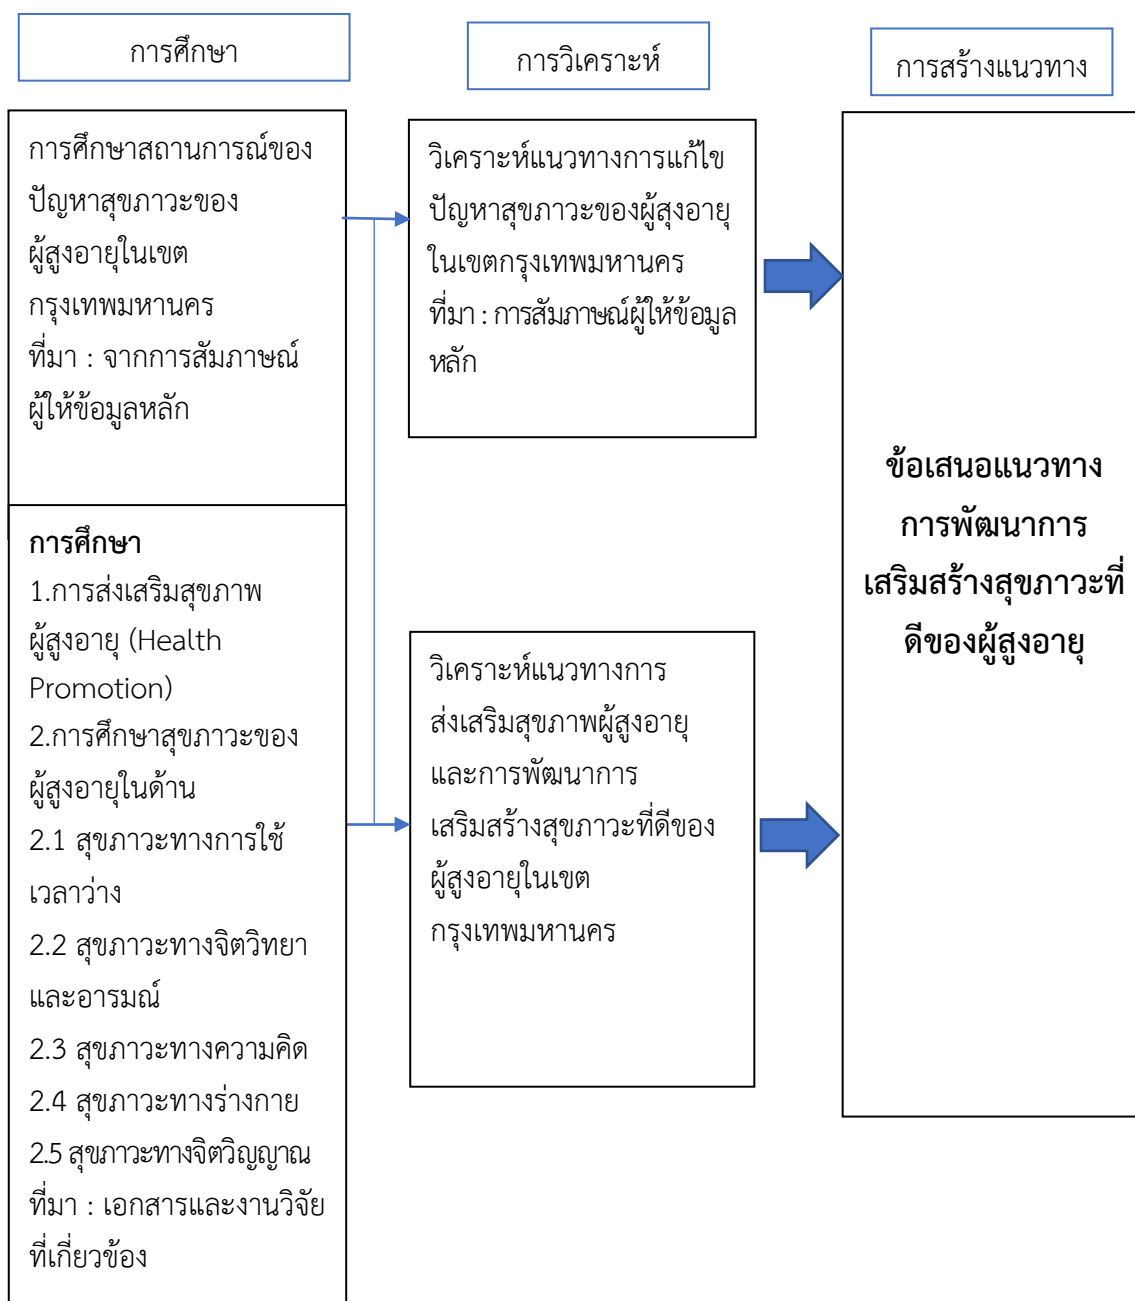 การศึกษา
การวิเคราะห์
การสร้างแนวทาง
การศึกษาสถานการณ์ของ
ปัญหาสุขภาวะของ
ผู้สูงอายุในเขต
กรุงเทพมหานคร
ที่มา : จากการสัมภาษณ์
ผู้ให้ข้อมูลหลัก
การศึกษา
1.การส่งเสริมสุขภาพ
ผู้สูงอายุ (Health
Promotion)
2.การศึกษาสุขภาวะของ
ผู้สูงอายุในด้าน
2.1 สุขภาวะทางการใช้
เวลาว่าง
2.2 สุขภาวะทางจิตวิทยา
และอารมณ์
2.3 สุขภาวะทางความคิด
2.4 สุขภาวะทางร่างกาย
2.5 สุขภาวะทางจิตวิญญาณ
ที่มา : เอกสารและงานวิจัย
ที่เกี่ยวข้อง
วิเคราะห์แนวทางการแก้ไข
ปัญหาสุขภาวะของผู้สุงอายุ
ในเขตกรุงเทพมหานคร
ที่มา : การสัมภาษณ์ผู้ให้ข้อมูล
หลัก
วิเคราะห์แนวทางการ
ส่งเสริมสุขภาพผู้สูงอายุ
และการพัฒนาการ
เสริมสร้างสุขภาวะที่ดีของ
ผู้สูงอายุในเขต
กรุงเทพมหานคร
ข้อเสนอแนวทาง
การพัฒนาการ
เสริมสร้างสุขภาวะที่
ดีของผู้สูงอายุ